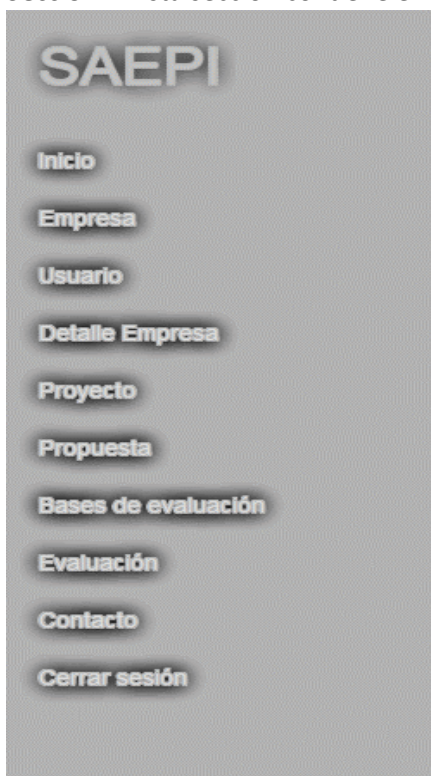 SAEPI
Inicio
Empresa
Usuario
Detalle Empresa
Proyecto
Propuesta
Bases de evaluación
Evaluación
Contacto
Cerrar sesión